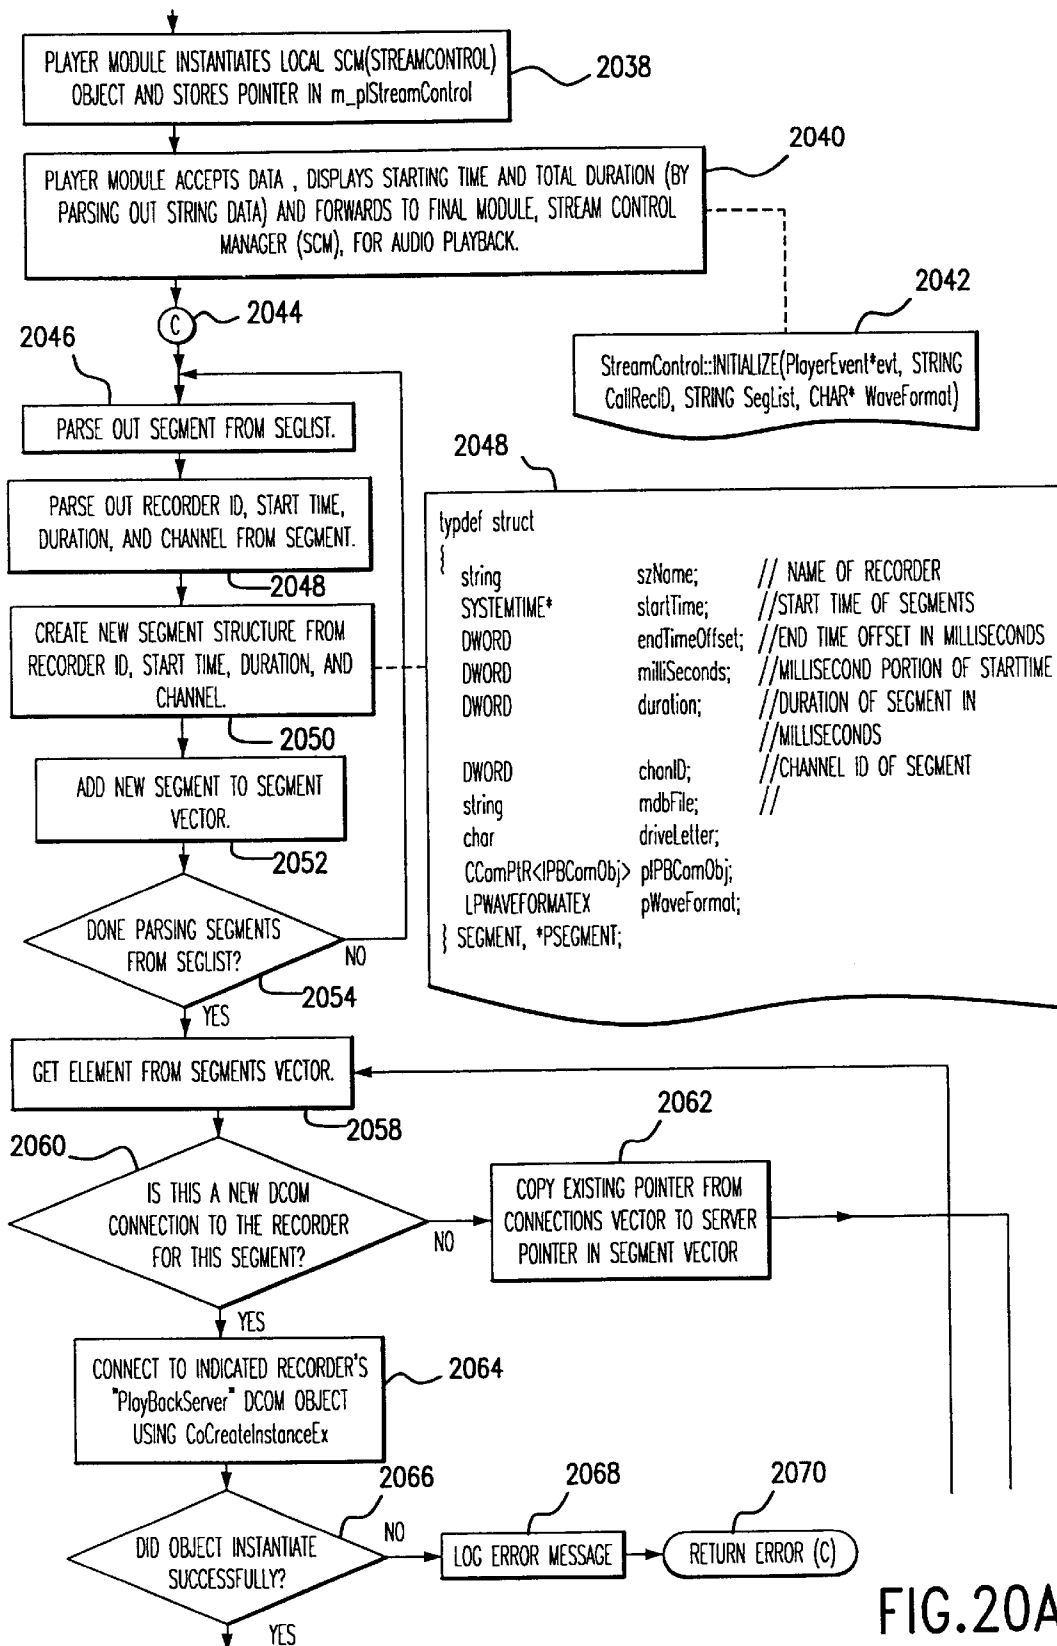 PLAYER MODULE INSTANTIATES LOCAL SCM(STREAMCONTROL)
OBJECT AND STORES POINTER IN m_plStreamControl
2038
2040
PLAYER MODULE ACCEPTS DATA , DISPLAYS STARTING TIME AND TOTAL DURATION (BY
PARSING OUT STRING DATA) AND FORWARDS TO FINAL MODULE, STREAM CONTROL
MANAGER (SCM), FOR AUDIO PLAYBACK.
2042
StreamControl::INITIALIZE(PlayerEvent*evt, STRING
CallRecID, STRING SegList, CHAR* WaveFormat)
C
2044
2046
PARSE OUT SEGMENT FROM SEGLIST.
PARSE OUT RECORDER ID, START TIME,
DURATION, AND CHANNEL FROM SEGMENT.
2048
CREATE NEW SEGMENT STRUCTURE FROM
RECORDER ID, START TIME, DURATION, AND
CHANNEL.
2050
2048
typdef struct
{
string szName; // NAME OF RECORDER
SYSTEMTIME* startTime; //START TIME OF SEGMENTS
DWORD endTimeOffset; //END TIME OFFSET IN MILLISECONDS
DWORD milliSeconds; //MILLISECOND PORTION OF STARTTIME
DWORD duration; //DURATION OF SEGMENT IN
//MILLISECONDS
DWORD chanID; //CHANNEL ID OF SEGMENT
string mdbFile; //
char driveLetter;
CComPtR<IPBComObj> pIPBComObj;
LPWAVEFORMATEX pWaveFormat;
} SEGMENT, *PSEGMENT;
ADD NEW SEGMENT TO SEGMENT
VECTOR.
2052
DONE PARSING SEGMENTS
FROM SEGLIST?
NO
2054
YES
GET ELEMENT FROM SEGMENTS VECTOR.
2058
2060
IS THIS A NEW DCOM
CONNECTION TO THE RECORDER
FOR THIS SEGMENT?
NO
2062
COPY EXISTING POINTER FROM
CONNECTIONS VECTOR TO SERVER
POINTER IN SEGMENT VECTOR
YES
CONNECT TO INDICATED RECORDER'S
"PlayBackServer" DCOM OBJECT
USING CoCreateInstanceEx
2064
2066
DID OBJECT INSTANTIATE
SUCCESSFULLY?
NO
2068
LOG ERROR MESSAGE
2070
RETURN ERROR (C)
YES
FIG.20A